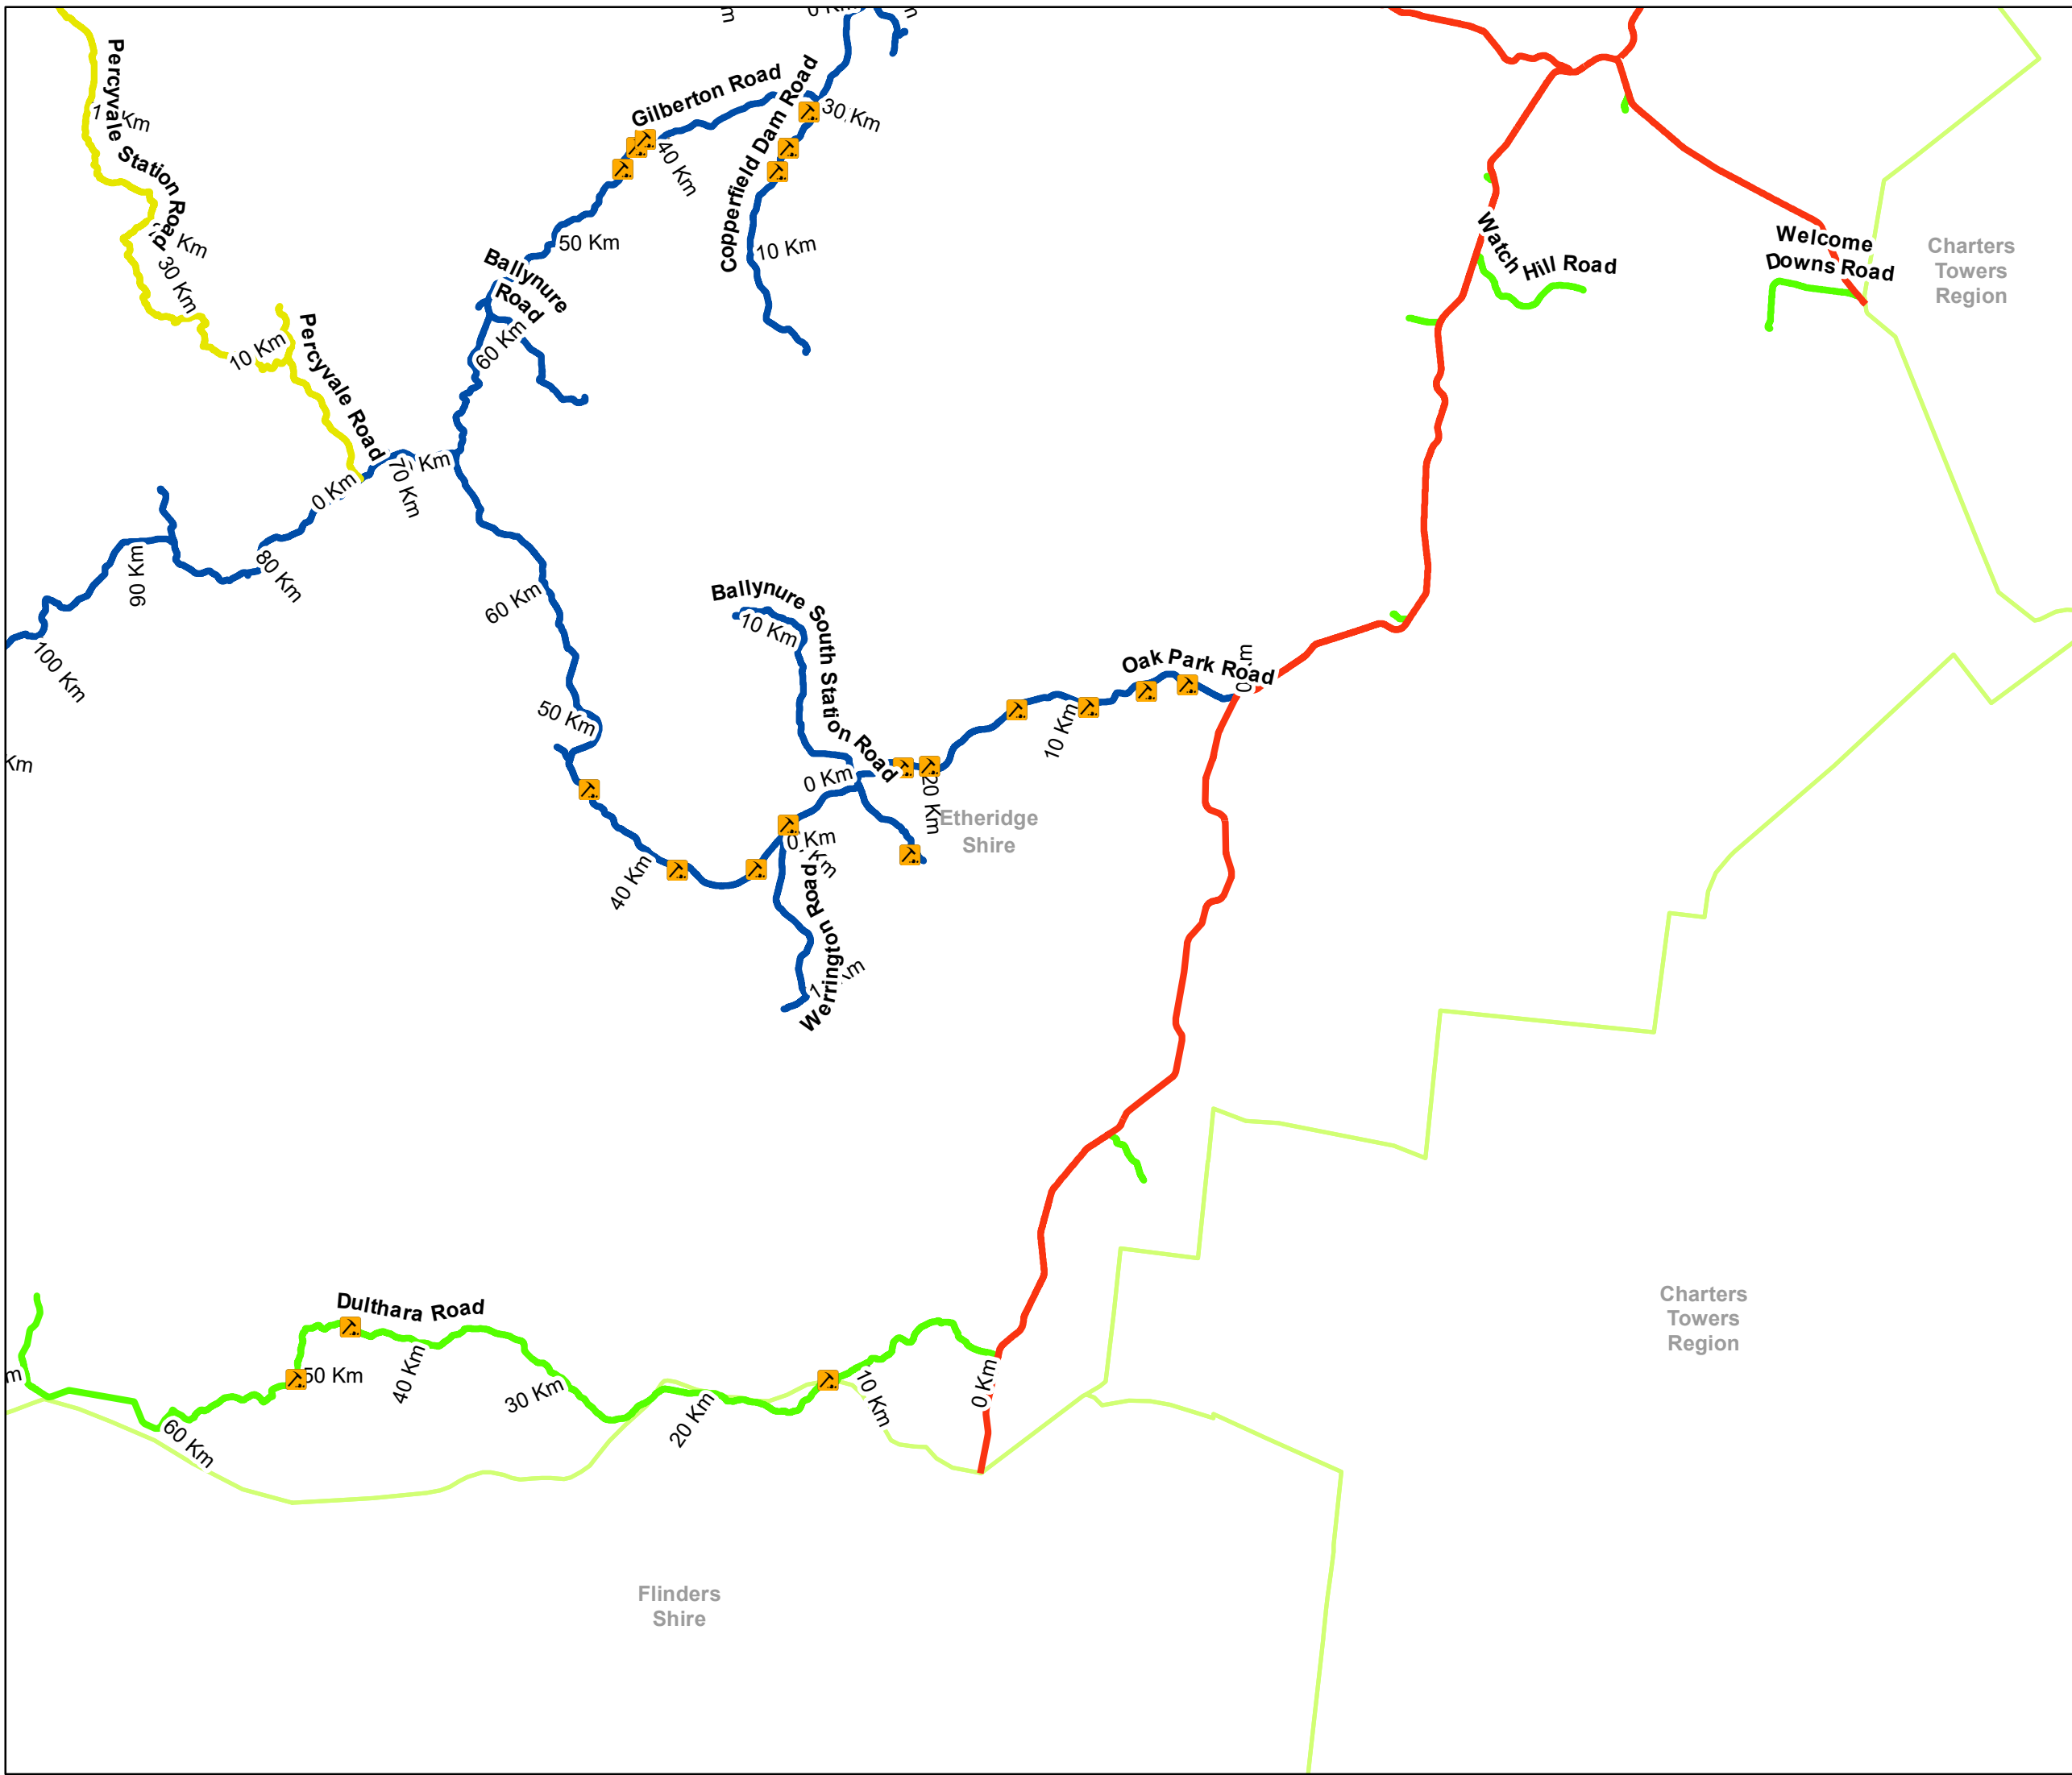 Percyvale Station Road
Km
Km
30 Km
10 Km
Percyvale Road
0 Km
70 Km
Km
80 Km
90 Km
100 Km
Km
Gilberton Road
40 Km
50 Km
Ballynure
Road
60 Km
Copperfield Dam Road
30 Km
10 Km
60 Km
50 Km
40 Km
Ballynure South Station Road
10 Km
0 Km
0 Km
Werrington Road
Oak Park Road
10 Km
20 Km
Etheridge
Shire
Watch
Hill Road
Welcome
Downs Road
Charters
Towers
Region
Dulthara Road
0 Km
10 Km
20 Km
30 Km
40 Km
50 Km
60 Km
Charters
Towers
Region
Flinders
Shire